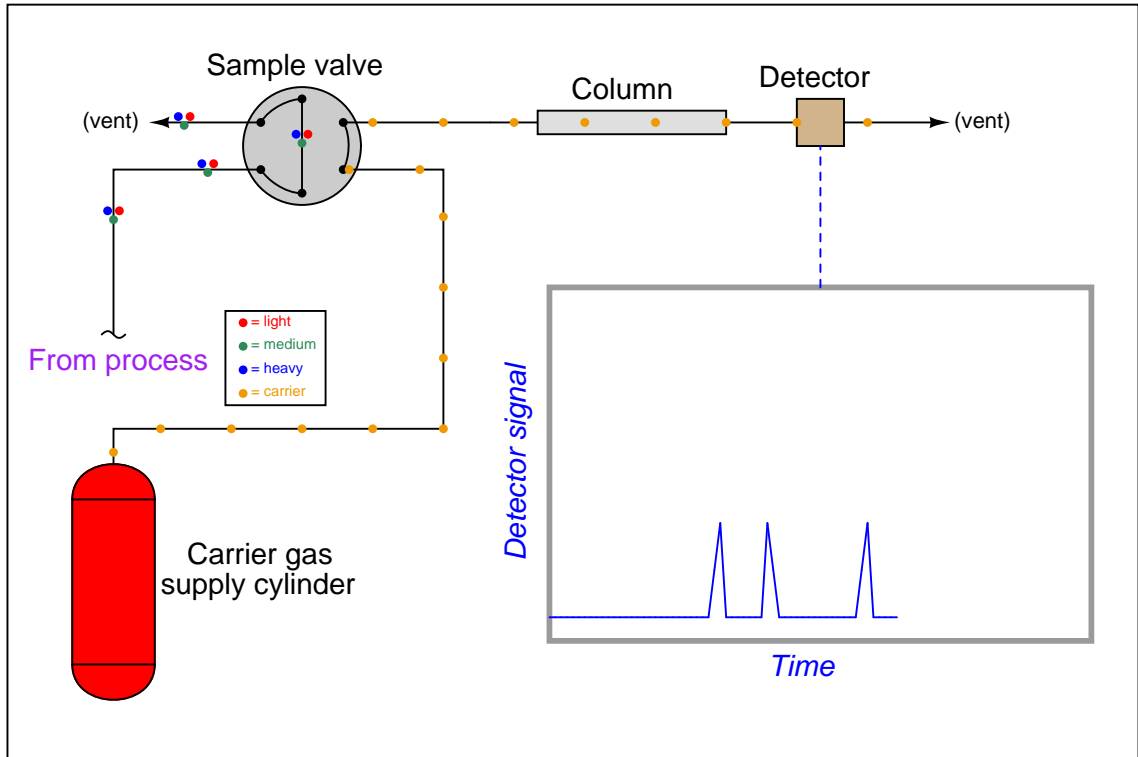 Sample valve
Column
Detector
(vent)
(vent)
= light
= medium
= heavy
= carrier
From process
Detector signal
Carrier gas
supply cylinder
Time